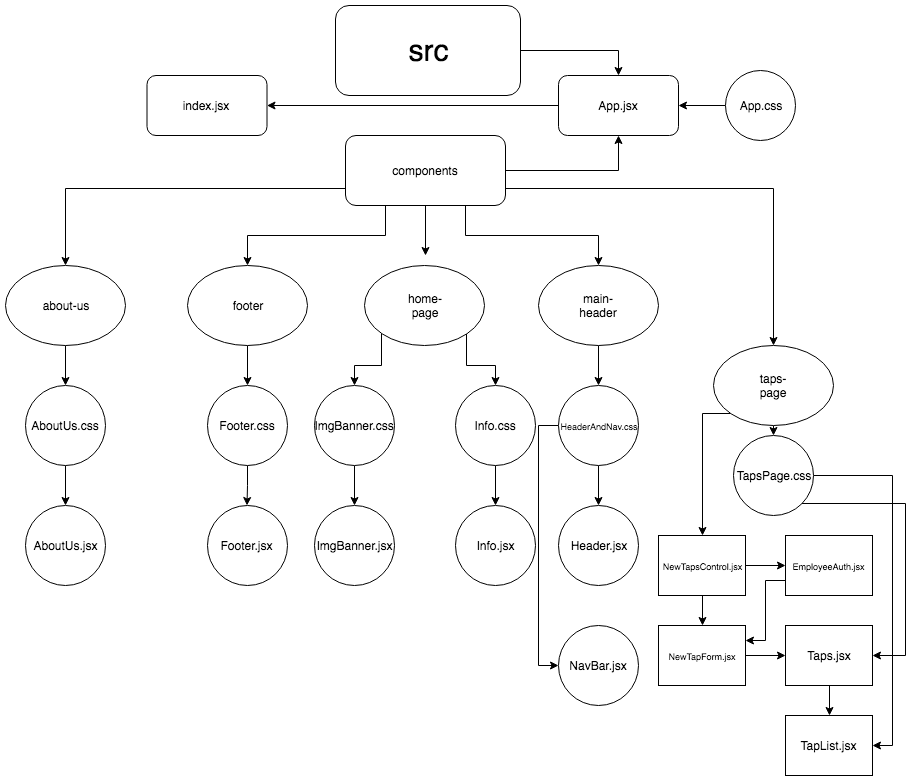 src
index.jsx
App.jsx
App.css
components
about-us
footer
home-
page
main-
header
taps-
page
AboutUs.css
Footer.css
ImgBanner.css
Info.css
HeaderAndNav.css
TapsPage.css
AboutUs.jsx
Footer.jsx
ImgBanner.jsx
Info.jsx
Header.jsx
NewTapsControl.jsx
EmployeeAuth.jsx
NavBar.jsx
NewTapForm.jsx
Taps.jsx
TapList.jsx